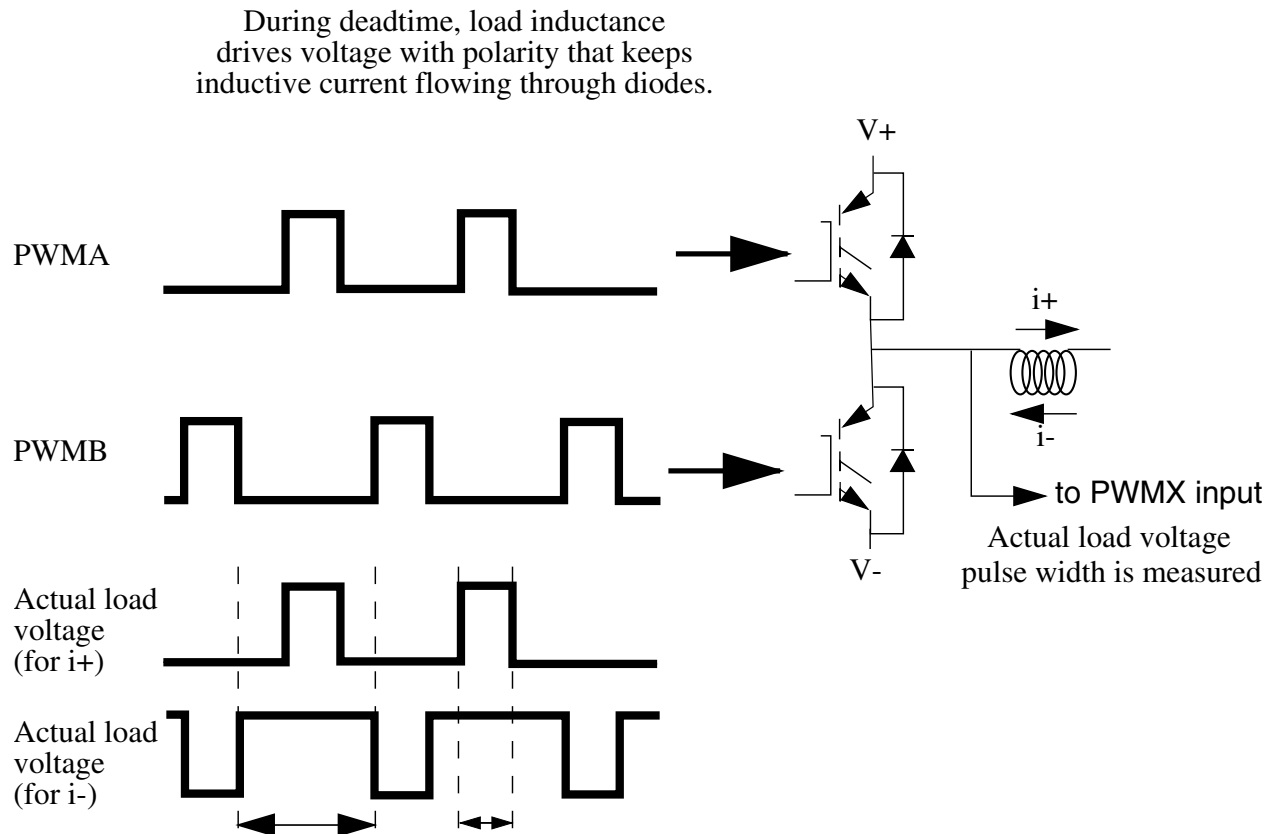 During deadtime, load inductance
drives voltage with polarity that keeps
inductive current flowing through diodes.
V+
PWMA
i+
PWMB
i-
to PWMX input
Actual load voltage
pulse width is measured
V-
Actual load
voltage
(for i+)
Actual load
voltage
(for i-)